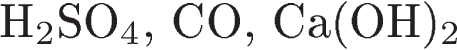 H₂SO₄, CO, Ca(OH)₂